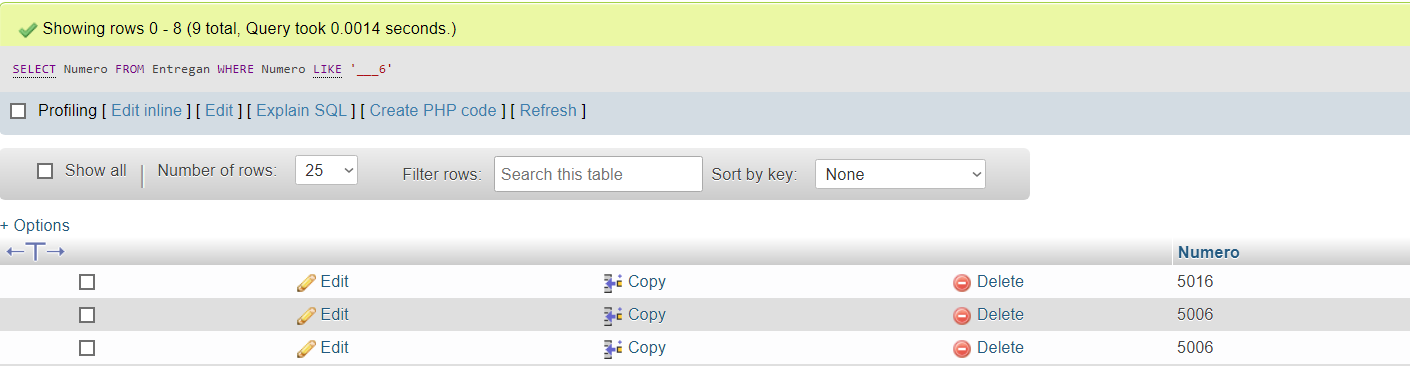 Showing rows 0 - 8 (9 total, Query took 0.0014 seconds.)
SELECT Numero FROM Entregan WHERE Numero LIKE '___6'
Profiling [ Edit inline ] [ Edit ] [ Explain SQL ] [ Create PHP code ] [ Refresh ]
Show all | Number of rows: 25 Filter rows: Search this table Sort by key: None
+ Options
←T→ Numero
Edit Copy Delete 5016
Edit Copy Delete 5006
Edit Copy Delete 5006